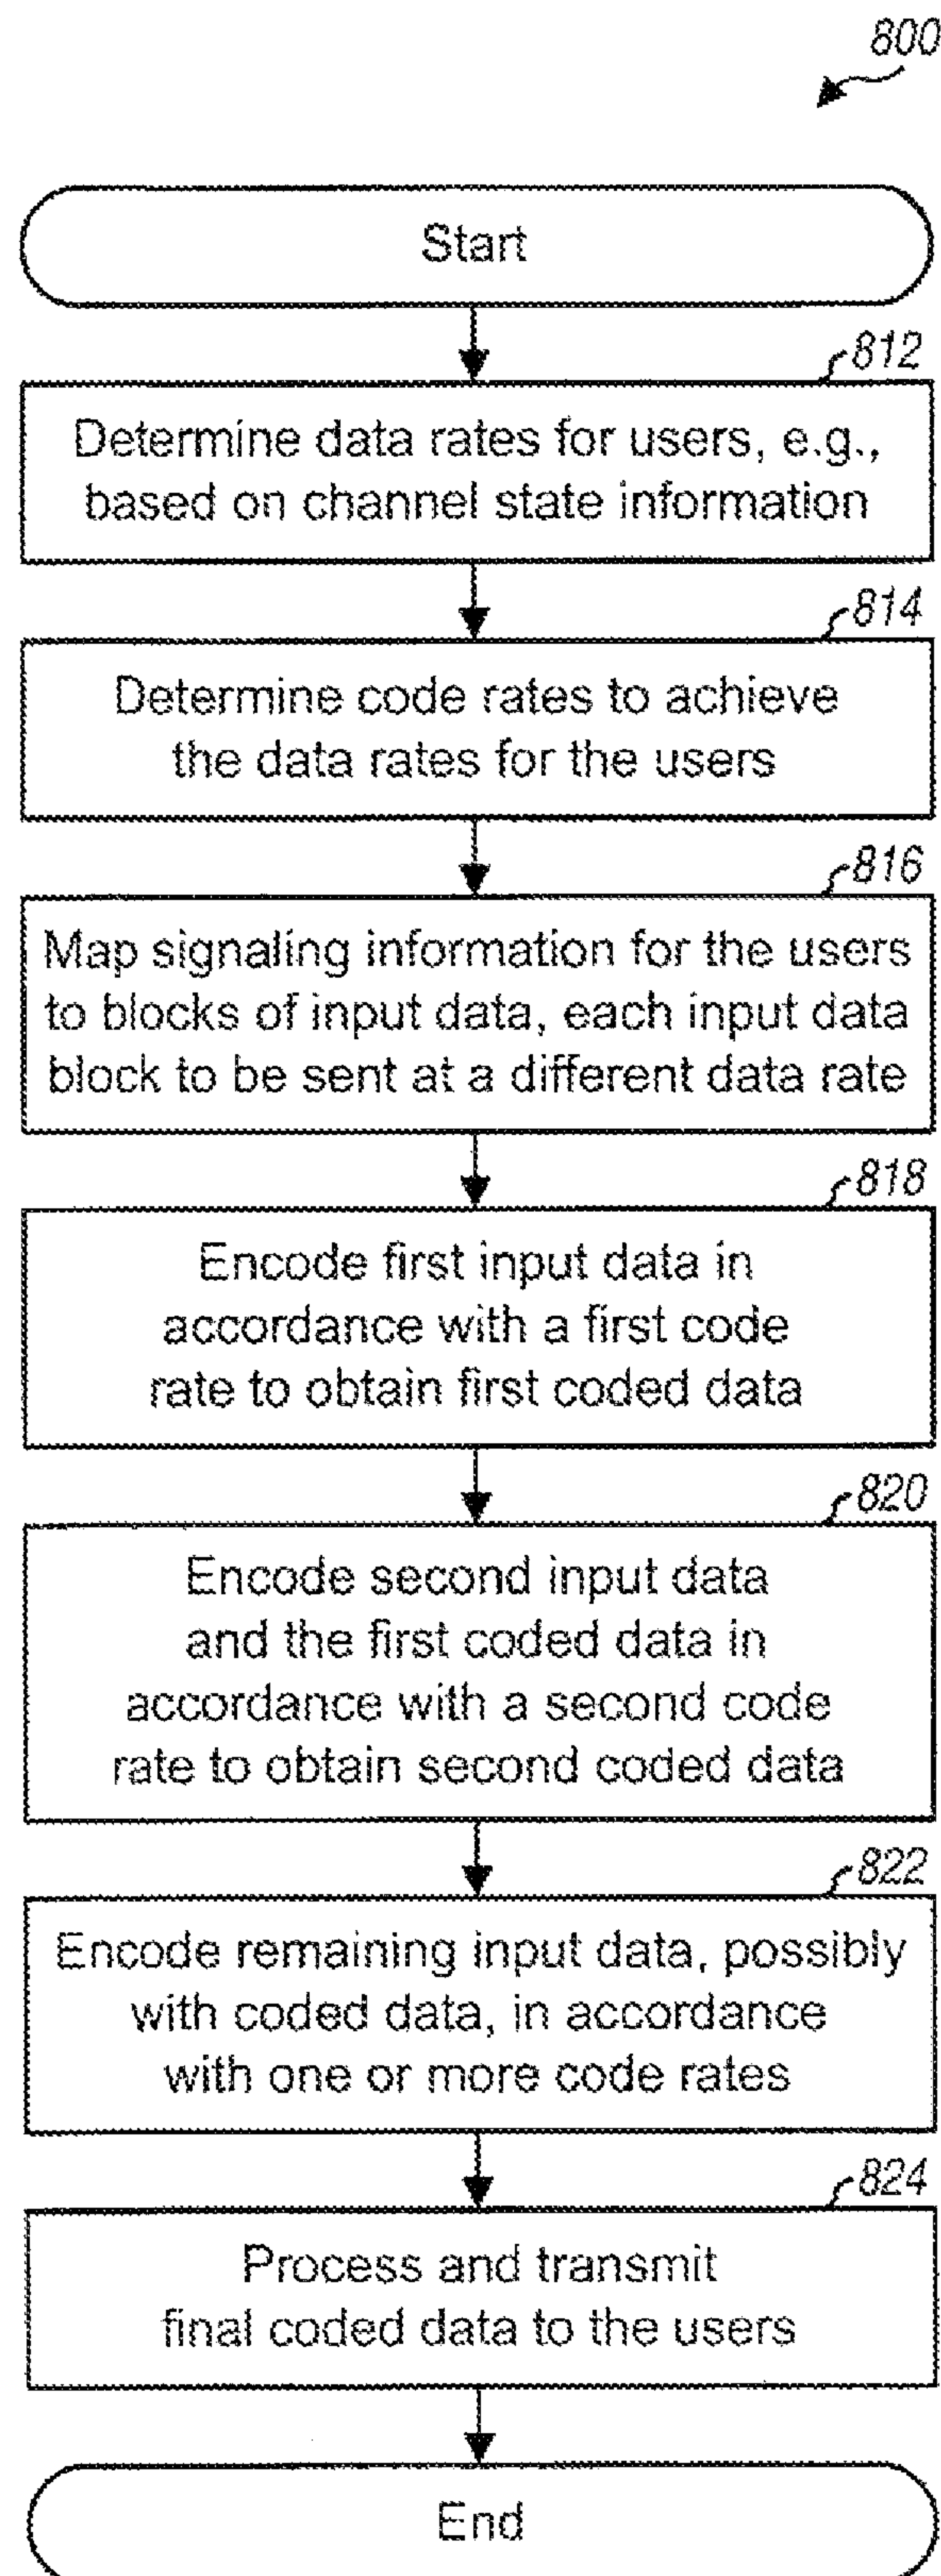 800
Start
812
Determine data rates for users, e.g.,
based on channel state information
814
Determine code rates to achieve
the data rates for the users
816
Map signaling information for the users
to blocks of input data, each input data
block to be sent at a different data rate
818
Encode first input data in
accordance with a first code
rate to obtain first coded data
820
Encode second input data
and the first coded data in
accordance with a second code
rate to obtain second coded data
822
Encode remaining input data, possibly
with coded data, in accordance
with one or more code rates
824
Process and transmit
final coded data to the users
End